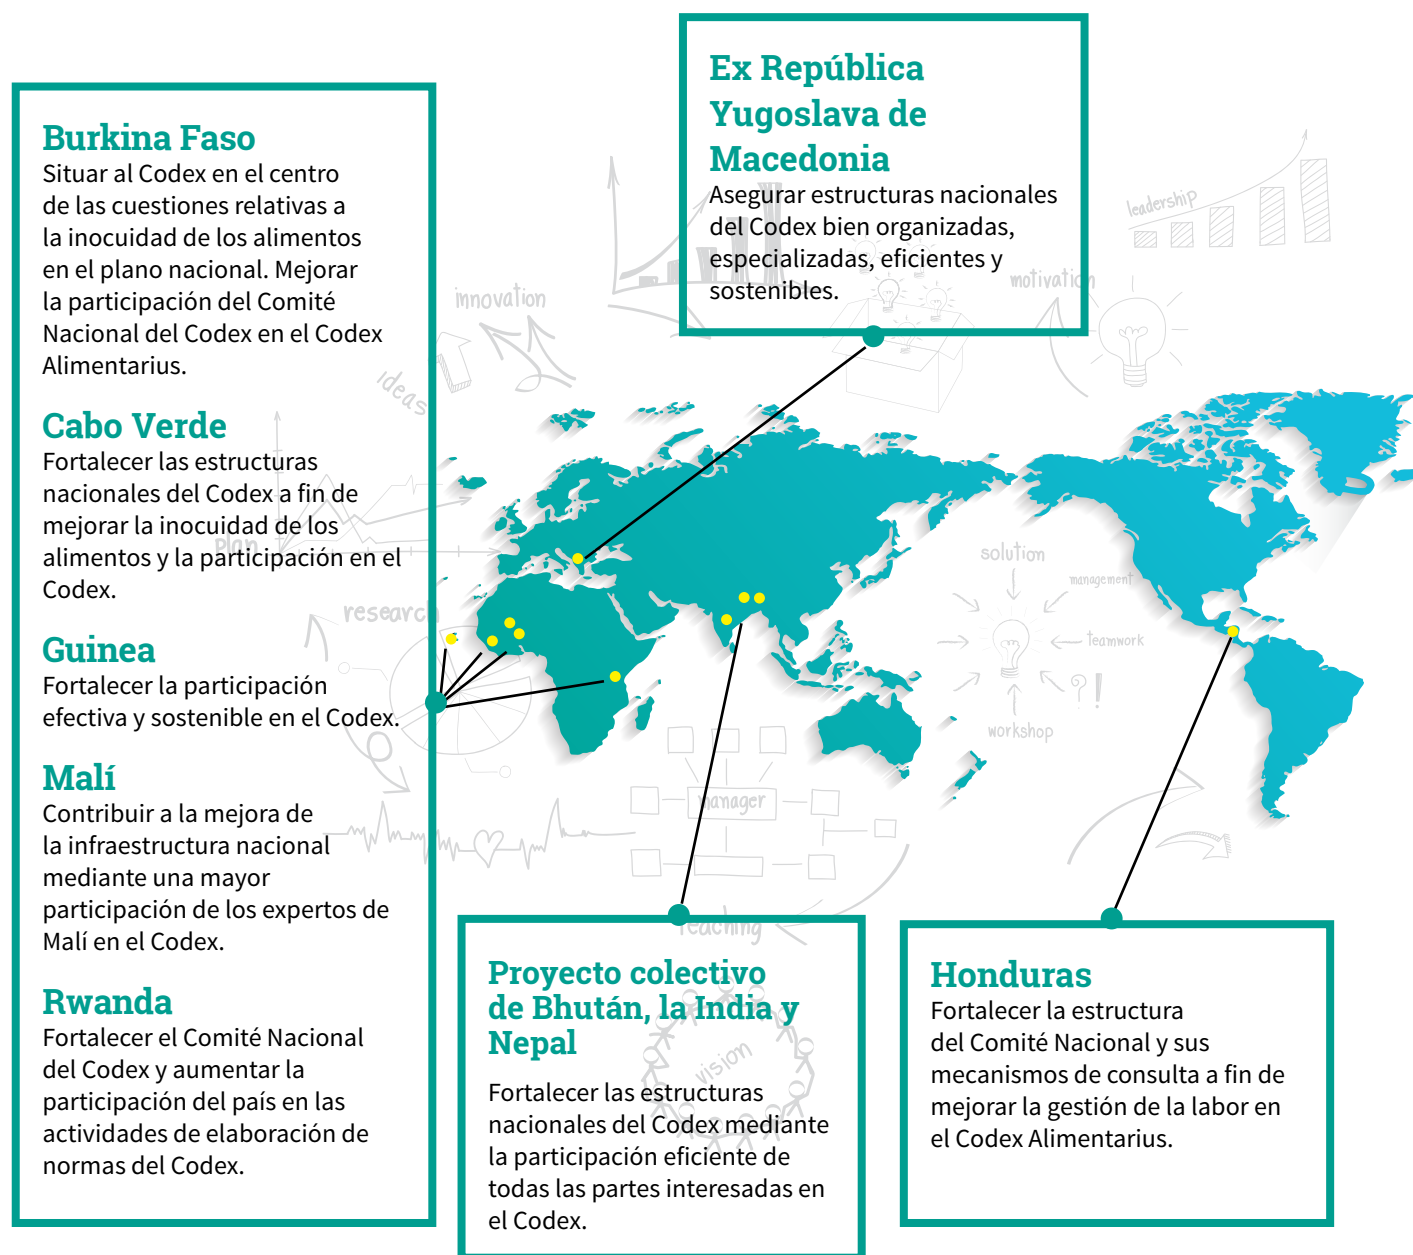 Burkina Faso
Situar al Codex en el centro
de las cuestiones relativas a
la inocuidad de los alimentos
en el plano nacional. Mejorar
la participación del Comité
Nacional del Codex en el Codex
Alimentarius.
Cabo Verde
Fortalecer las estructuras
nacionales del Codex a fin de
mejorar la inocuidad de los
alimentos y la participación en el
Codex.
Guinea
Fortalecer la participación
efectiva y sostenible en el Codex.
Malí
Contribuir a la mejora de
la infraestructura nacional
mediante una mayor
participación de los expertos de
Malí en el Codex.
Rwanda
Fortalecer el Comité Nacional
del Codex y aumentar la
participación del país en las
actividades de elaboración de
normas del Codex.
Ex República
Yugoslava de
Macedonia
Asegurar estructuras nacionales
del Codex bien organizadas,
especializadas, eficientes y
sostenibles.
Proyecto colectivo
de Bhután, la India y
Nepal
Fortalecer las estructuras
nacionales del Codex mediante
la participación eficiente de
todas las partes interesadas en
el Codex.
Honduras
Fortalecer la estructura
del Comité Nacional y sus
mecanismos de consulta a fin de
mejorar la gestión de la labor en
el Codex Alimentarius.
innovation
ideas
plan
research
leadership
motivation
solution
management
teamwork
workshop
manager
teaching
vision